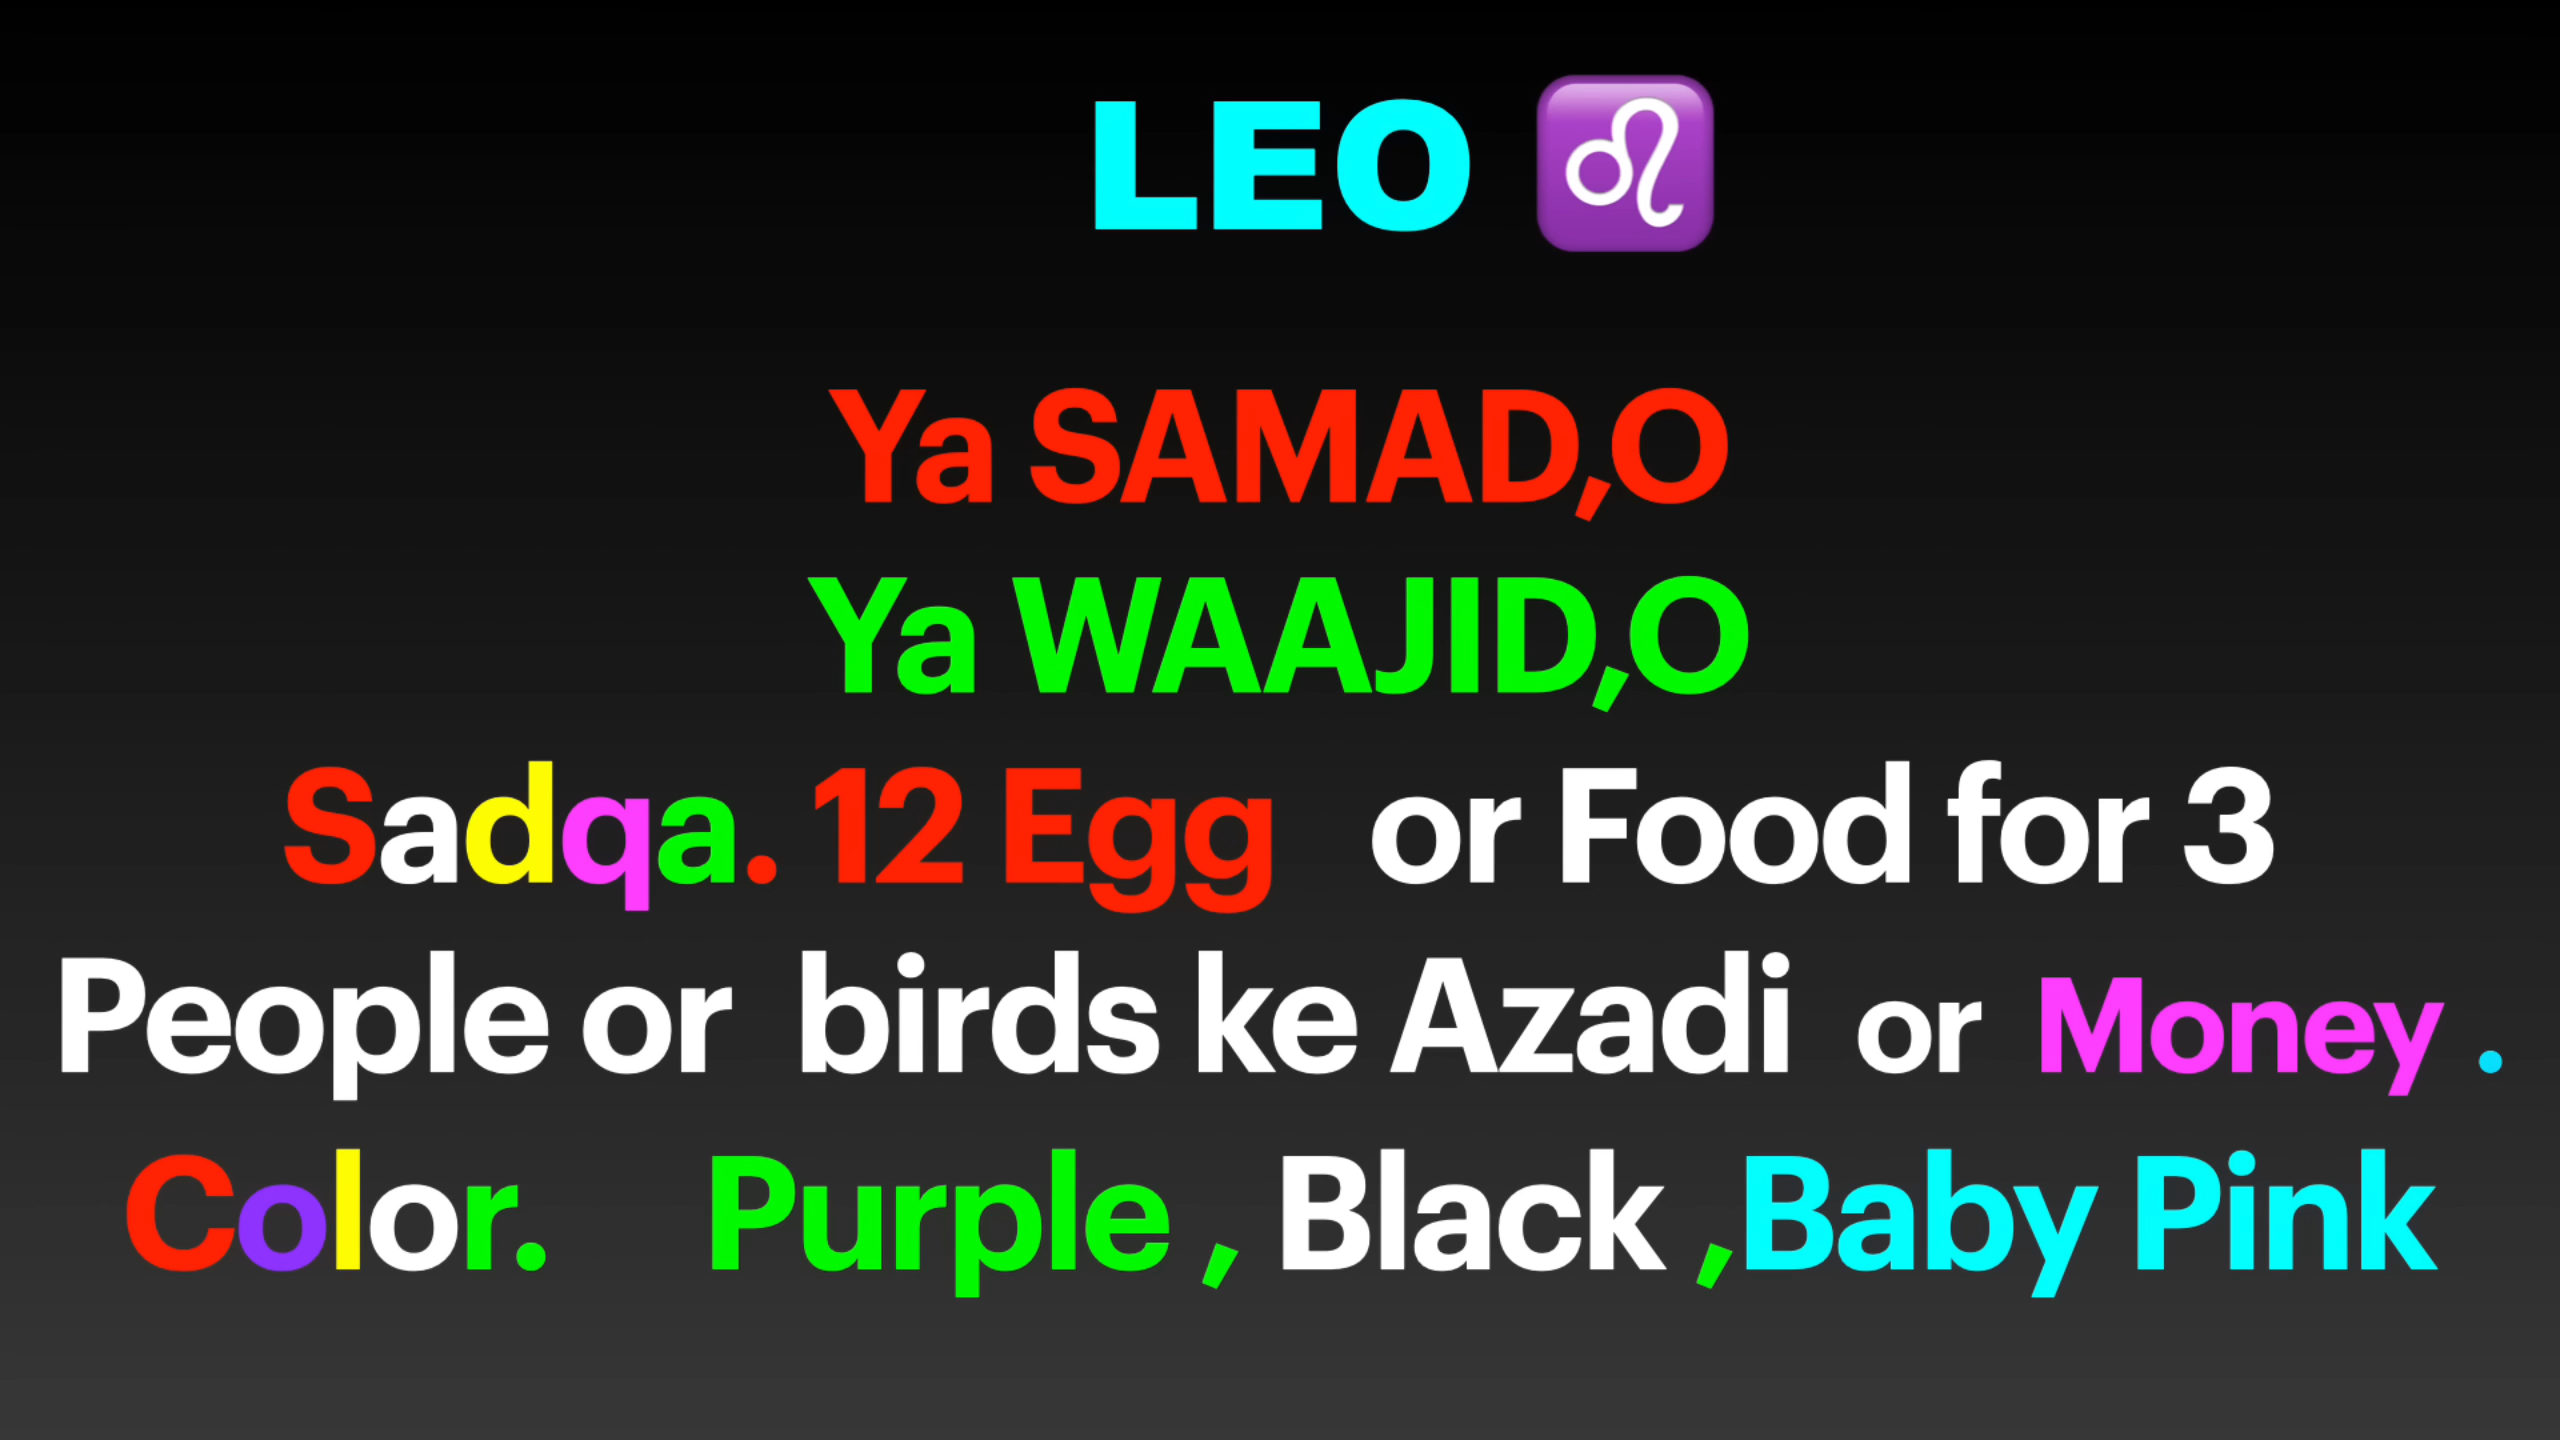 LEO ♌
Ya SAMAD,O
Ya WAAJID,O
Sadqa. 12 Egg or Food for 3
People or birds ke Azadi or Money .
Color. Purple , Black ,Baby Pink